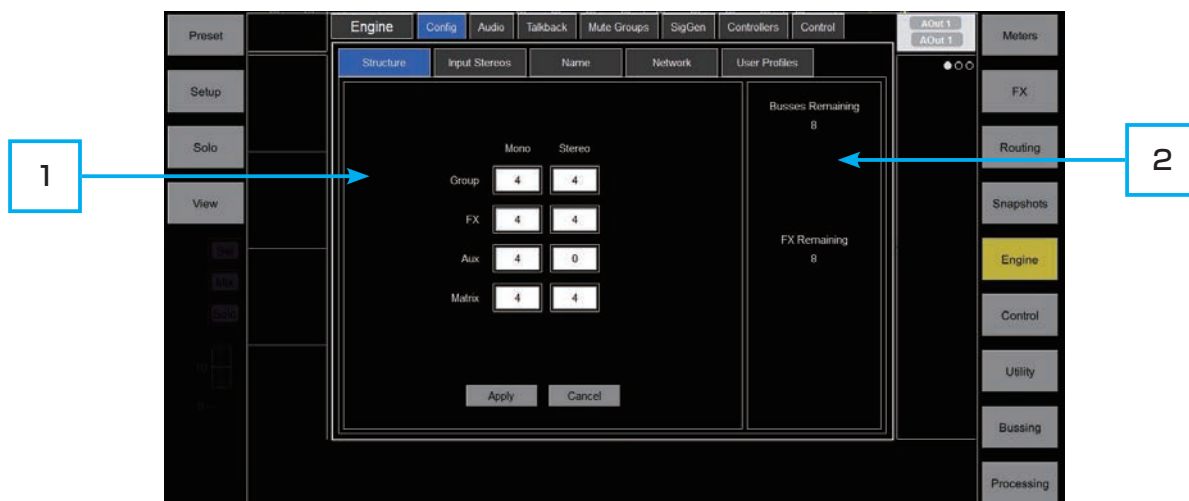 Preset
Setup
Solo
View
Sel
Mix
Solo
Engine Config Audio Talkback Mute Groups SigGen Controllers Control
Structure Input Stereos Name Network User Profiles
Mono Stereo
Group 4 4
FX 4 4
Aux 4 0
Matrix 4 4
Apply Cancel
Busses Remaining
8
FX Remaining
8
AOut 1
AOut 1
Meters
FX
Routing
Snapshots
Engine
Control
Utility
Bussing
Processing
1
2